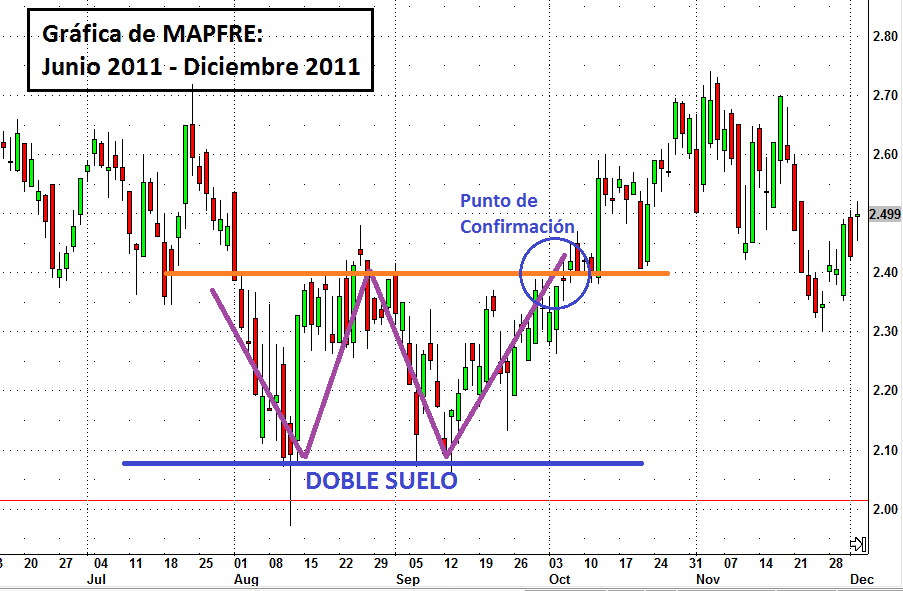 Gráfica de MAPFRE:
Junio 2011 - Diciembre 2011
2.80
2.70
2.60
Punto de
Confirmación
2.499
2.40
2.30
2.20
2.10
DOBLE SUELO
2.00
20 27 04 11 18 25 01 08 15 22 29 05 12 19 26 03 10 17 24 31 07 14 21 28
Jul Aug Sep Oct Nov Dec